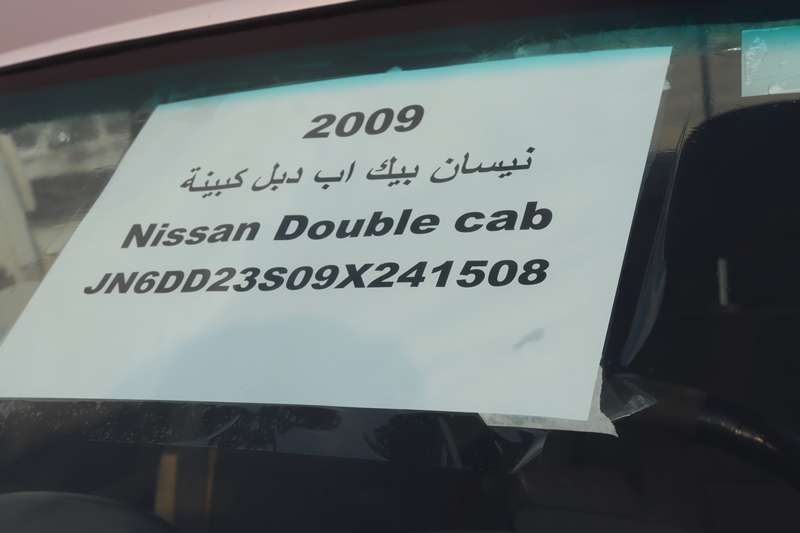 2009
نيسان بيك اب دبل كبينة
Nissan Double cab
JN6DD23S09X241508